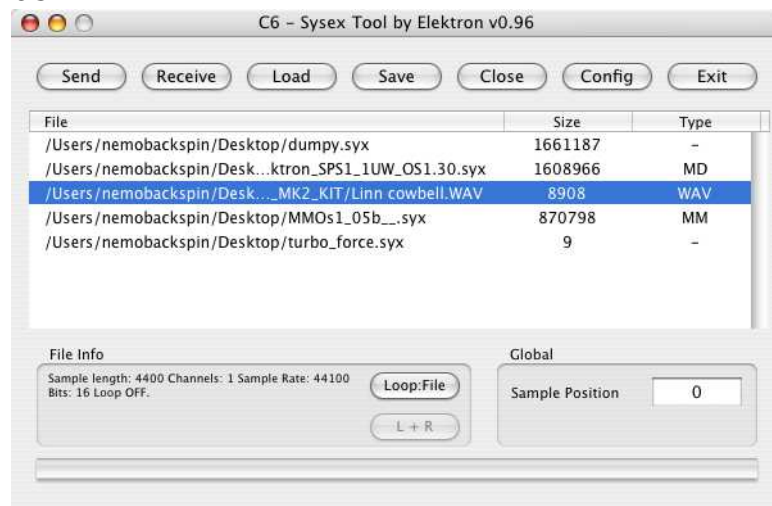 C6 - Sysex Tool by Elektron v0.96
Send Receive Load Save Close Config Exit
File Size Type
/Users/nemobackspin/Desktop/dumpy.syx 1661187 -
/Users/nemobackspin/Desk...ktron_SPS1_1UW_OS1.30.syx 1608966 MD
/Users/nemobackspin/Desk..._MK2_KIT/Linn cowbell.WAV 8908 WAV
/Users/nemobackspin/Desktop/MMOs1_05b__.syx 870798 MM
/Users/nemobackspin/Desktop/turbo_force.syx 9 -
File Info Global
Sample length: 4400 Channels: 1 Sample Rate: 44100
Bits: 16 Loop OFF.
Loop:File Sample Position 0
L + R